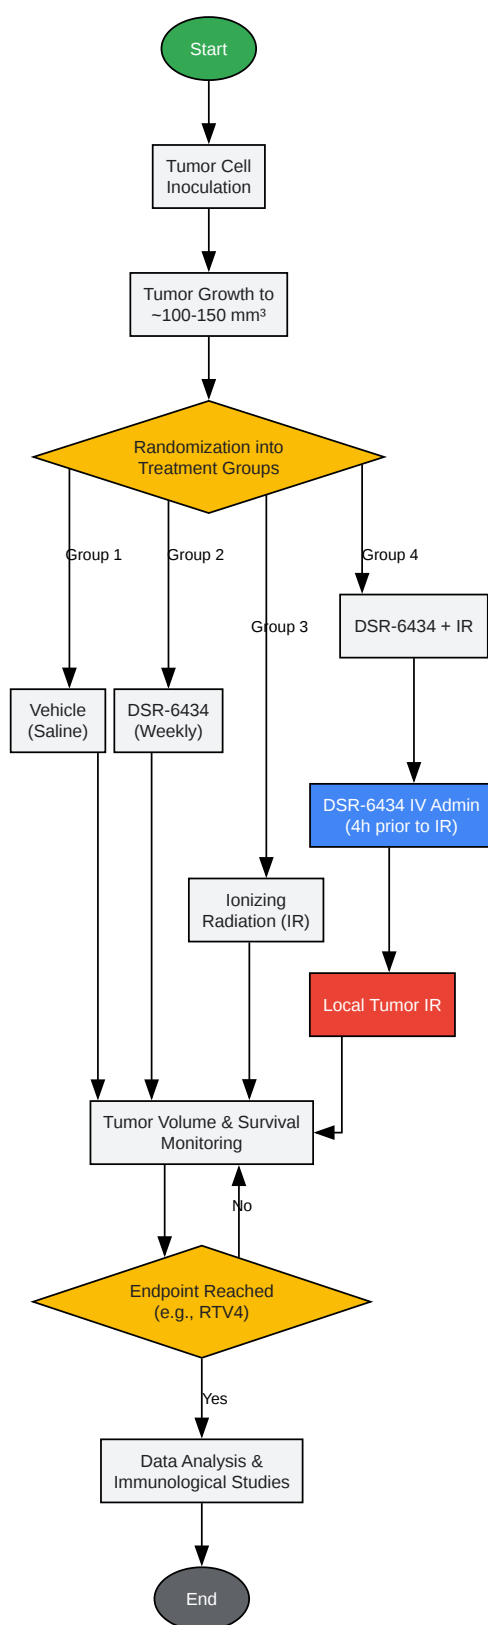 Start
Tumor Cell
Inoculation
Tumor Growth to
~100-150 mm³
Randomization into
Treatment Groups
Group 1
Group 2
Group 4
Group 3
DSR-6434 + IR
Vehicle
(Saline)
DSR-6434
(Weekly)
DSR-6434 IV Admin
(4h prior to IR)
Ionizing
Radiation (IR)
Local Tumor IR
Tumor Volume & Survival
Monitoring
No
Endpoint Reached
(e.g., RTV4)
Yes
Data Analysis &
Immunological Studies
End